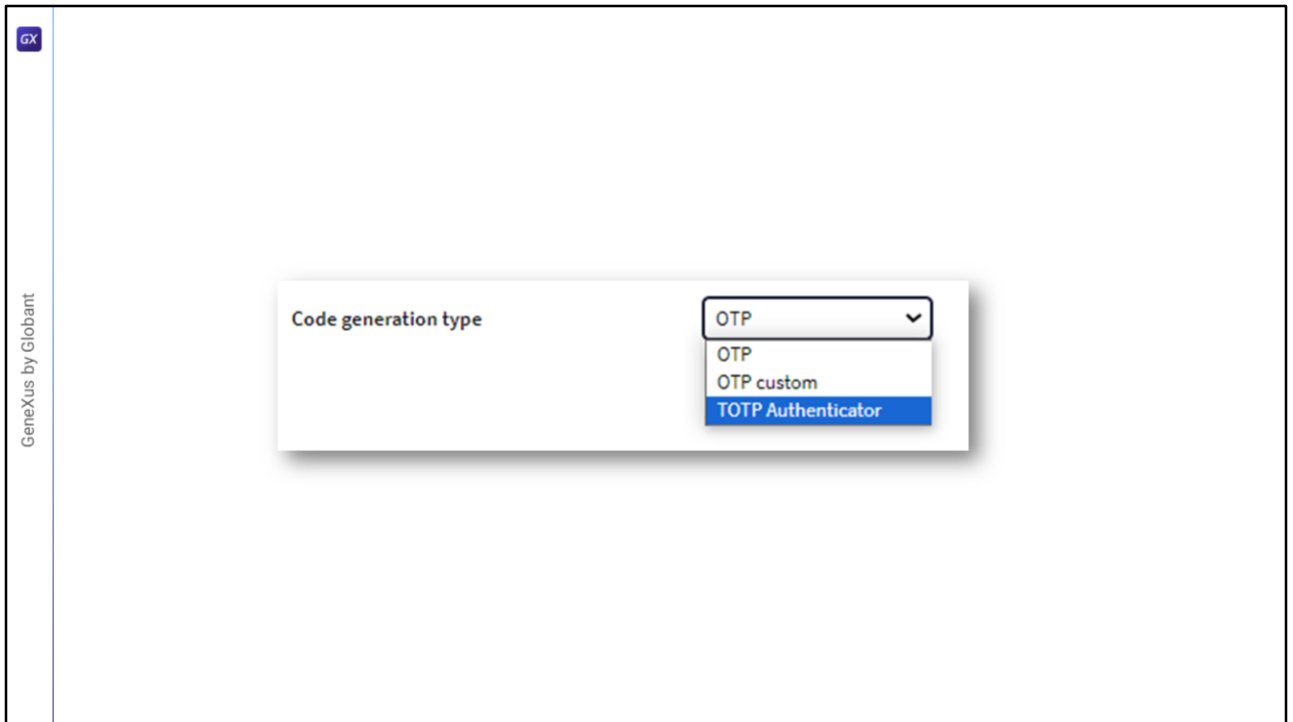 GX
GeneXus by Globant
Code generation type
OTP
OTP
OTP custom
TOTP Authenticator